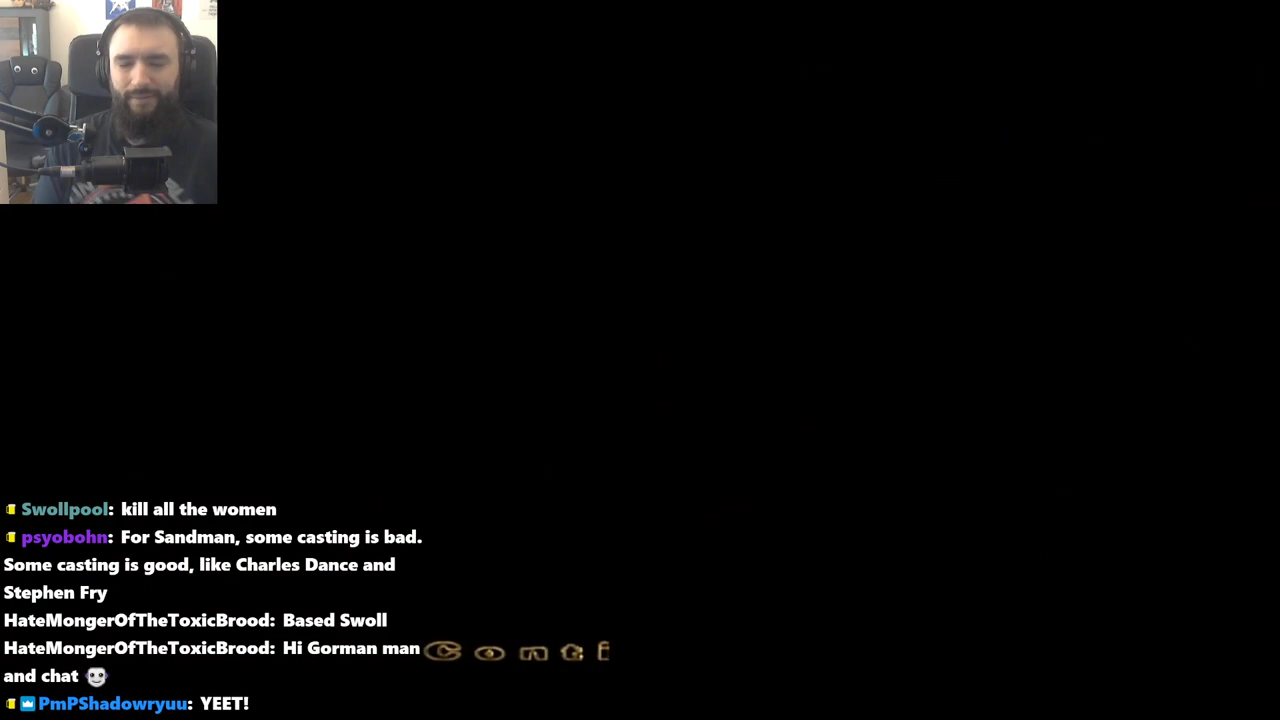 Swollpool: kill all the women
psyobohn: For Sandman, some casting is bad.
Some casting is good, like Charles Dance and
Stephen Fry
HateMongerOfTheToxicBrood: Based Swoll
HateMongerOfTheToxicBrood: Hi Gorman man
and chat
PmPShadowryuu: YEET!